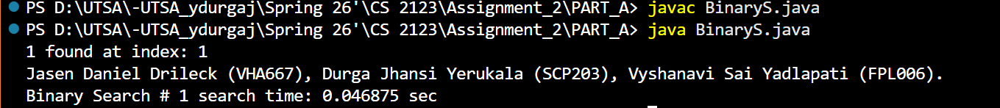 PS D:\UTSA\-UTSA_ydurgaj\Spring 26'\CS 2123\Assignment_2\PART_A> javac BinaryS.java
PS D:\UTSA\-UTSA_ydurgaj\Spring 26'\CS 2123\Assignment_2\PART_A> java BinaryS.java
1 found at index: 1
Jasen Daniel Drileck (VHA667), Durga Jhansi Yerukala (SCP203), Vyshanavi Sai Yadlapati (FPL006).
Binary Search # 1 search time: 0.046875 sec